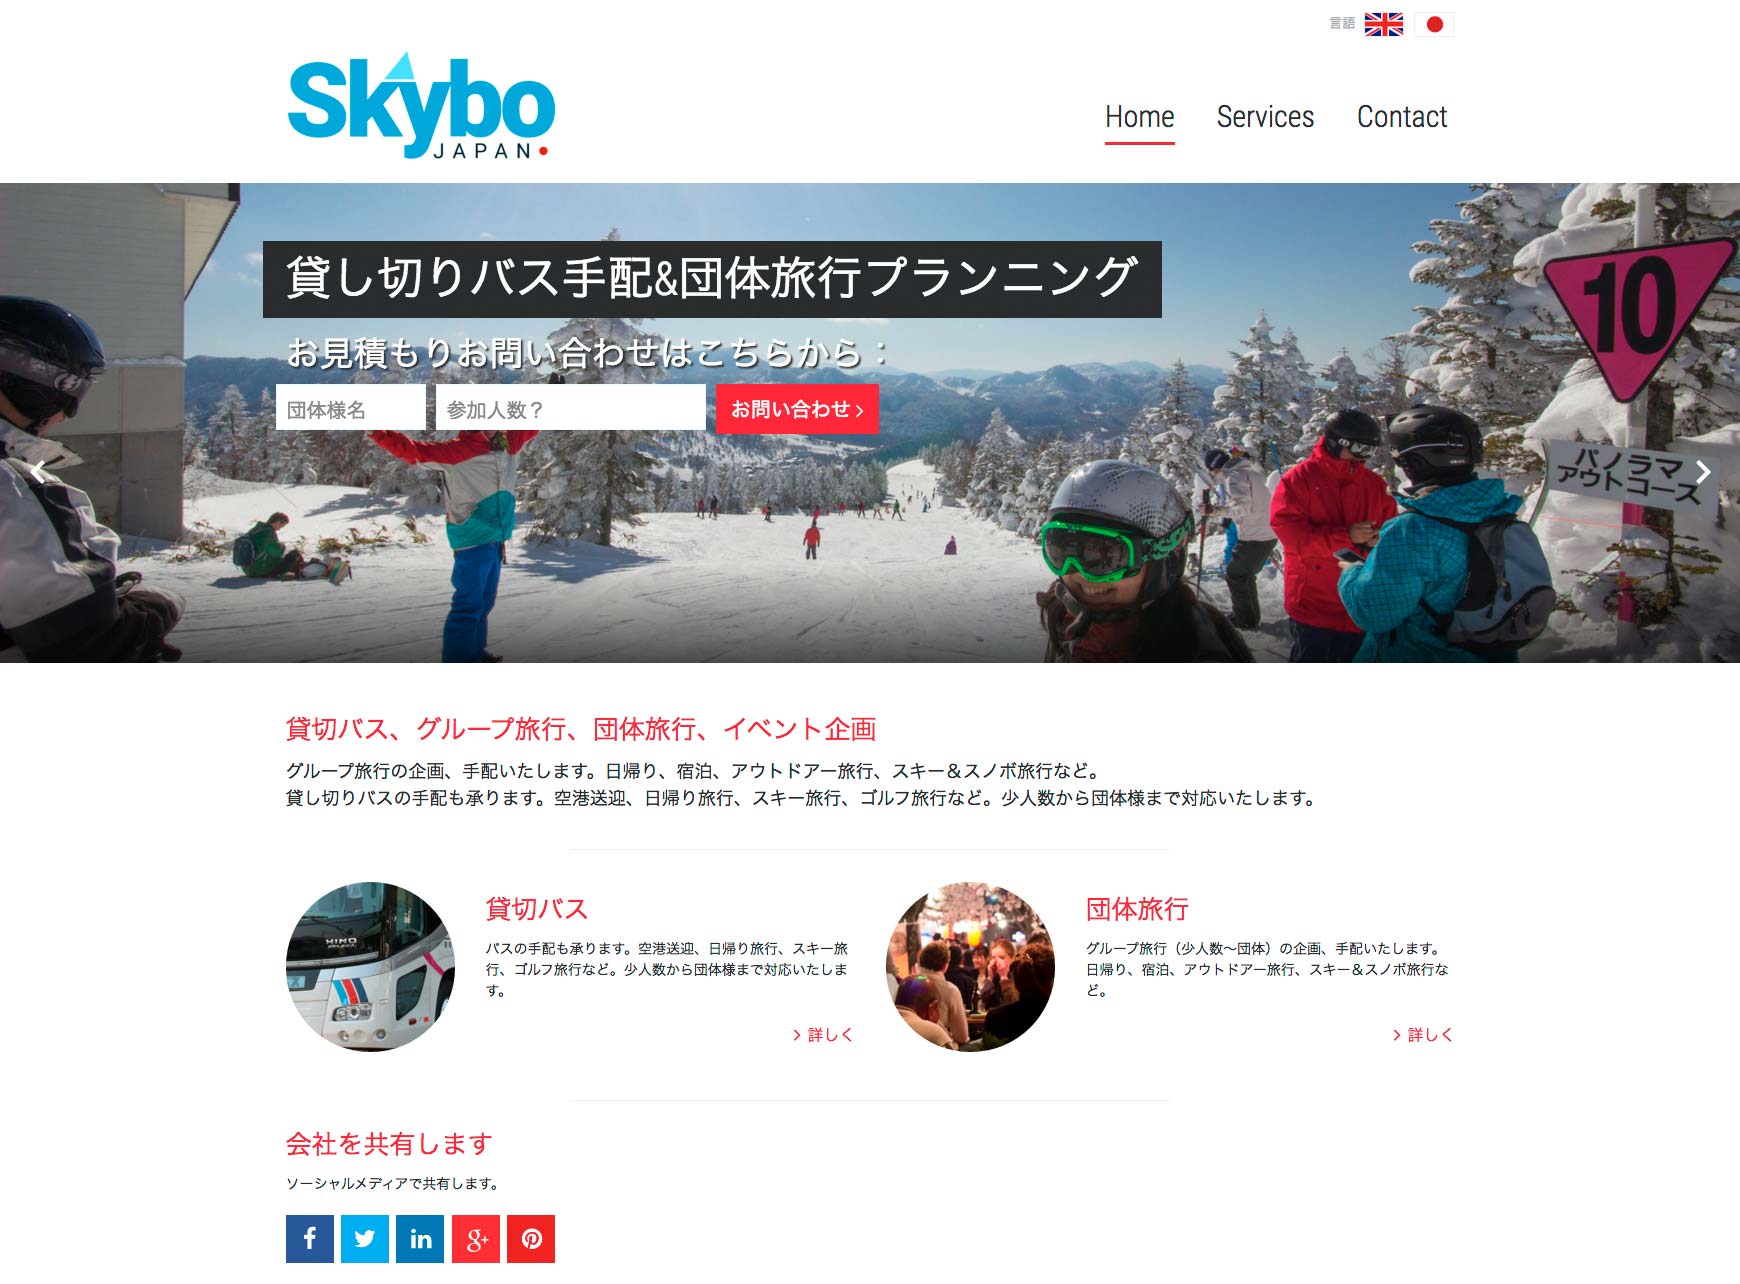 言語
Skybo
JAPAN
Home Services Contact
貸し切りバス手配&団体旅行プランニング
お見積もりお問い合わせはこちらから：
団体様名 参加人数？ お問い合わせ
10
パノラマ
アウトコース
貸切バス、グループ旅行、団体旅行、イベント企画
グループ旅行の企画、手配いたします。日帰り、宿泊、アウトドアー旅行、スキー＆スノボ旅行など。
貸し切りバスの手配も承ります。空港送迎、日帰り旅行、スキー旅行、ゴルフ旅行など。少人数から団体様まで対応いたします。
HINO
SELEGA
貸切バス
バスの手配も承ります。空港送迎、日帰り旅行、スキー旅
行、ゴルフ旅行など。少人数から団体様まで対応いたしま
す。
詳しく
団体旅行
グループ旅行（少人数〜団体）の企画、手配いたします。
日帰り、宿泊、アウトドアー旅行、スキー＆スノボ旅行な
ど。
詳しく
会社を共有します
ソーシャルメディアで共有します。
f in g+